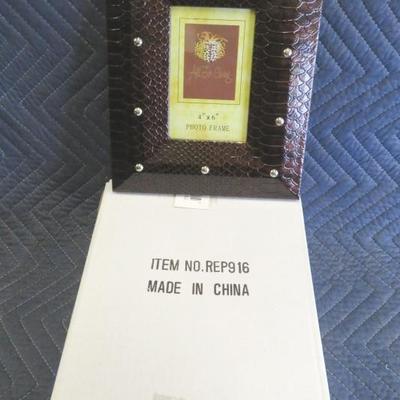 4"x6"
PHOTO FRAME
ITEM NO.REP916
MADE IN CHINA